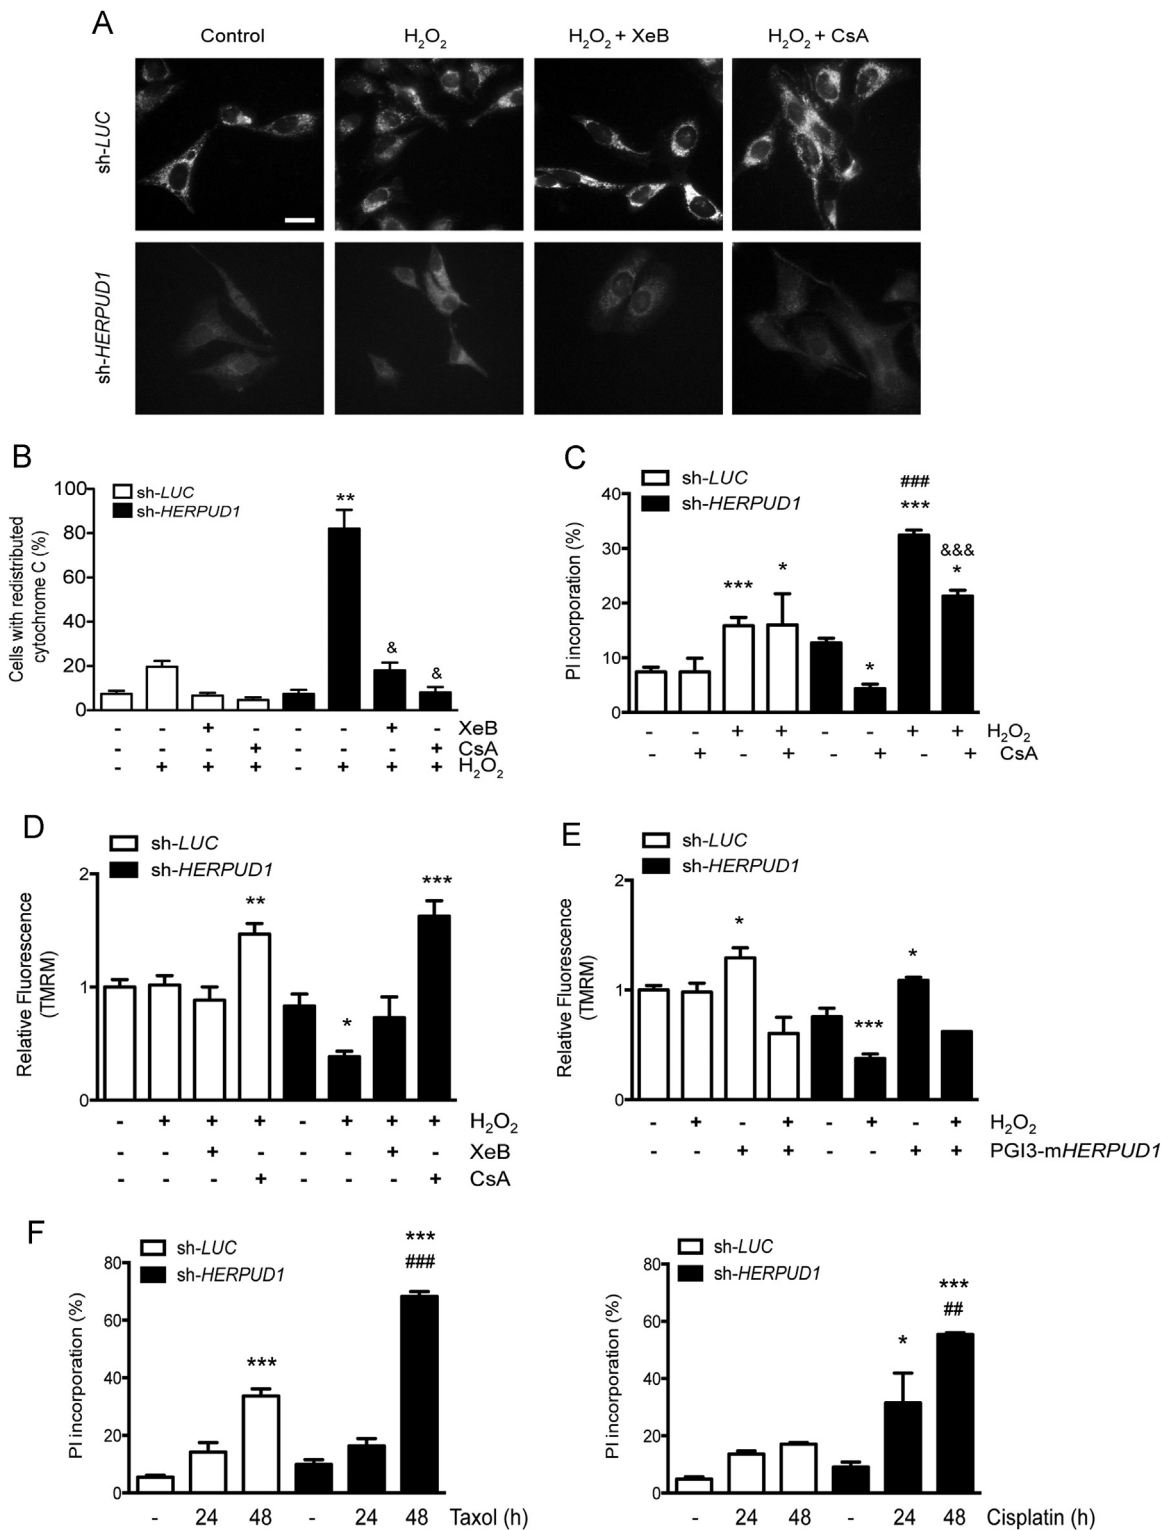 A
Control H2O2 H2O2 + XeB H2O2 + CsA
sh-LUC
sh-HERPUD1
B
sh-LUC
sh-HERPUD1
Cells with redistributed
cytochrome C (%)
100
80
60
40
20
0
**
&
&
- - + - - - + - XeB
- - - + - - - + CsA
- + + + - + + + H2O2
C
sh-LUC
sh-HERPUD1
PI incorporation (%)
40
30
20
10
0
***
*
*
###
***
&&&
*
- - + + - - + + H2O2
- + - + - + - + CsA
D
sh-LUC
sh-HERPUD1
Relative Fluorescence
(TMRM)
2
1
0
**
*
***
- + + + - + + + H2O2
- - + - - - + - XeB
- - - + - - - + CsA
E
sh-LUC
sh-HERPUD1
Relative Fluorescence
(TMRM)
2
1
0
*
***
*
- + - + - + - + H2O2
- - + + - - + + PGI3-mHERPUD1
F
sh-LUC
sh-HERPUD1
PI incorporation (%)
80
60
40
20
0
***
***
###
- 24 48 - 24 48 Taxol (h)
sh-LUC
sh-HERPUD1
PI incorporation (%)
80
60
40
20
0
*
***
##
- 24 48 - 24 48 Cisplatin (h)